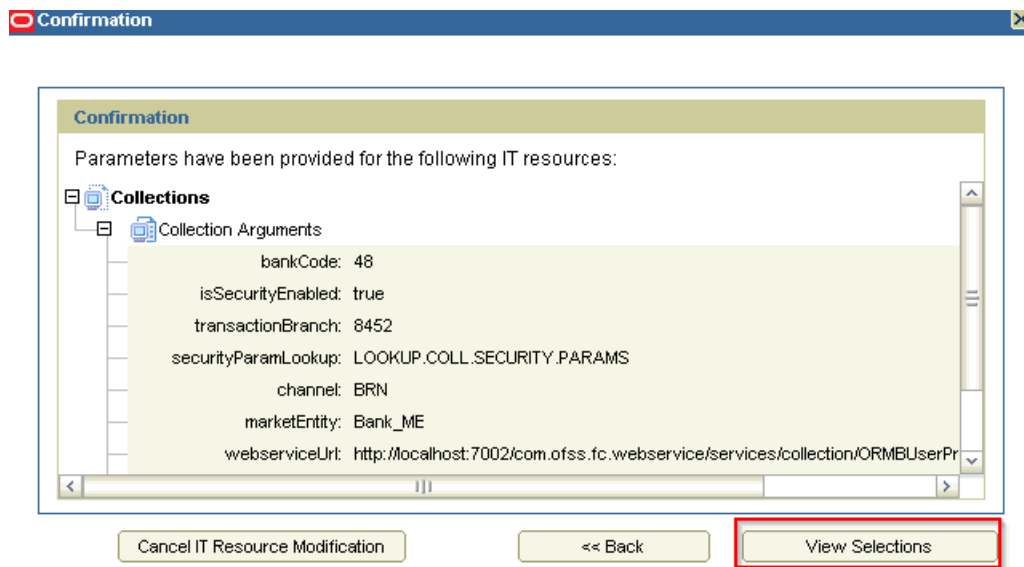 Confirmation
Confirmation
Parameters have been provided for the following IT resources:
Collections
Collection Arguments
bankCode: 48
isSecurityEnabled: true
transactionBranch: 8452
securityParamLookup: LOOKUP.COLL.SECURITY.PARAMS
channel: BRN
marketEntity: Bank_ME
webserviceUrl: http://localhost:7002/com.ofss.fc.webservice/services/collection/ORMBUserPr
Cancel IT Resource Modification << Back View Selections